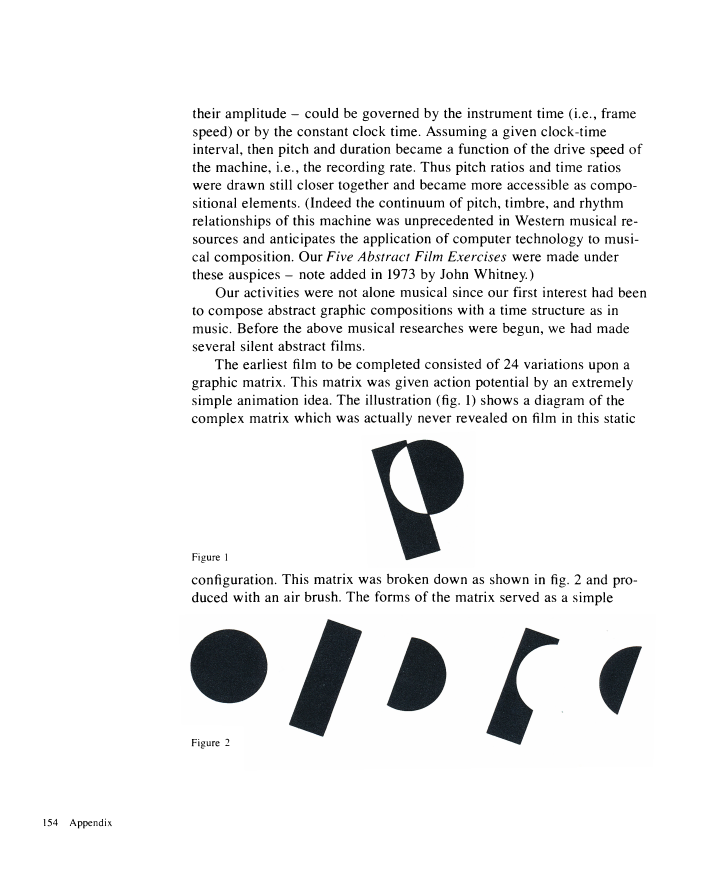 their amplitude – could be governed by the instrument time (i.e., frame
speed) or by the constant clock time. Assuming a given clock-time
interval, then pitch and duration became a function of the drive speed of
the machine, i.e., the recording rate. Thus pitch ratios and time ratios
were drawn still closer together and became more accessible as compo-
sitional elements. (Indeed the continuum of pitch, timbre, and rhythm
relationships of this machine was unprecedented in Western musical re-
sources and anticipates the application of computer technology to musi-
cal composition. Our Five Abstract Film Exercises were made under
these auspices – note added in 1973 by John Whitney.)
Our activities were not alone musical since our first interest had been
to compose abstract graphic compositions with a time structure as in
music. Before the above musical researches were begun, we had made
several silent abstract films.
The earliest film to be completed consisted of 24 variations upon a
graphic matrix. This matrix was given action potential by an extremely
simple animation idea. The illustration (fig. 1) shows a diagram of the
complex matrix which was actually never revealed on film in this static
Figure 1
configuration. This matrix was broken down as shown in fig. 2 and pro-
duced with an air brush. The forms of the matrix served as a simple
Figure 2
154 Appendix